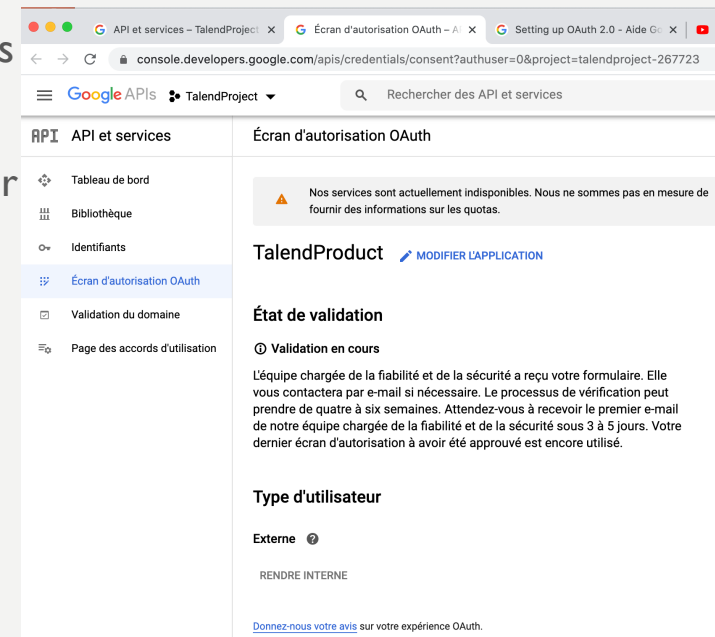 s
r
API et services – TalendProject
Écran d'autorisation OAuth – A
Setting up OAuth 2.0 - Aide Go
console.developers.google.com/apis/credentials/consent?authuser=0&project=talendproject-267723
Google APIs TalendProject
Rechercher des API et services
API API et services
Écran d'autorisation OAuth
Tableau de bord
Bibliothèque
Identifiants
Écran d'autorisation OAuth
Validation du domaine
Page des accords d'utilisation
Nos services sont actuellement indisponibles. Nous ne sommes pas en mesure de
fournir des informations sur les quotas.
TalendProduct MODIFIER L'APPLICATION
État de validation
Validation en cours
L'équipe chargée de la fiabilité et de la sécurité a reçu votre formulaire. Elle
vous contactera par e-mail si nécessaire. Le processus de vérification peut
prendre de quatre à six semaines. Attendez-vous à recevoir le premier e-mail
de notre équipe chargée de la fiabilité et de la sécurité sous 3 à 5 jours. Votre
dernier écran d'autorisation à avoir été approuvé est encore utilisé.
Type d'utilisateur
Externe
RENDRE INTERNE
Donnez-nous votre avis sur votre expérience OAuth.